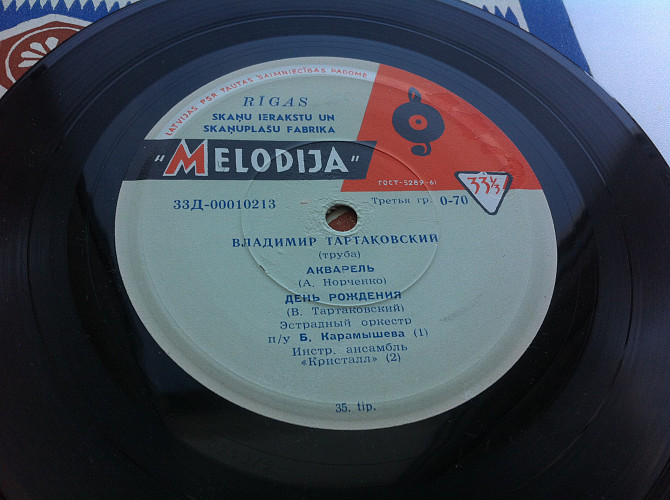 LATVIJAS PSR TAUTAS SAIMNIECĪBAS PADOME
RĪGAS
SKAŅU IERAKSTU UN
SKAŅUPLAŠU FABRIKA
"MELODIJA"
ГОСТ-5289-61
33⅓
33Д-00010213
Третья гр. 0-70
ВЛАДИМИР ТАРТАКОВСКИЙ
(труба)
АКВАРЕЛЬ
(А. Норченко)
ДЕНЬ РОЖДЕНИЯ
(В. Тартаковский)
Эстрадный оркестр
п/у Б. Карамышева (1)
Инстр. ансамбль
«Кристалл» (2)
35. tip.